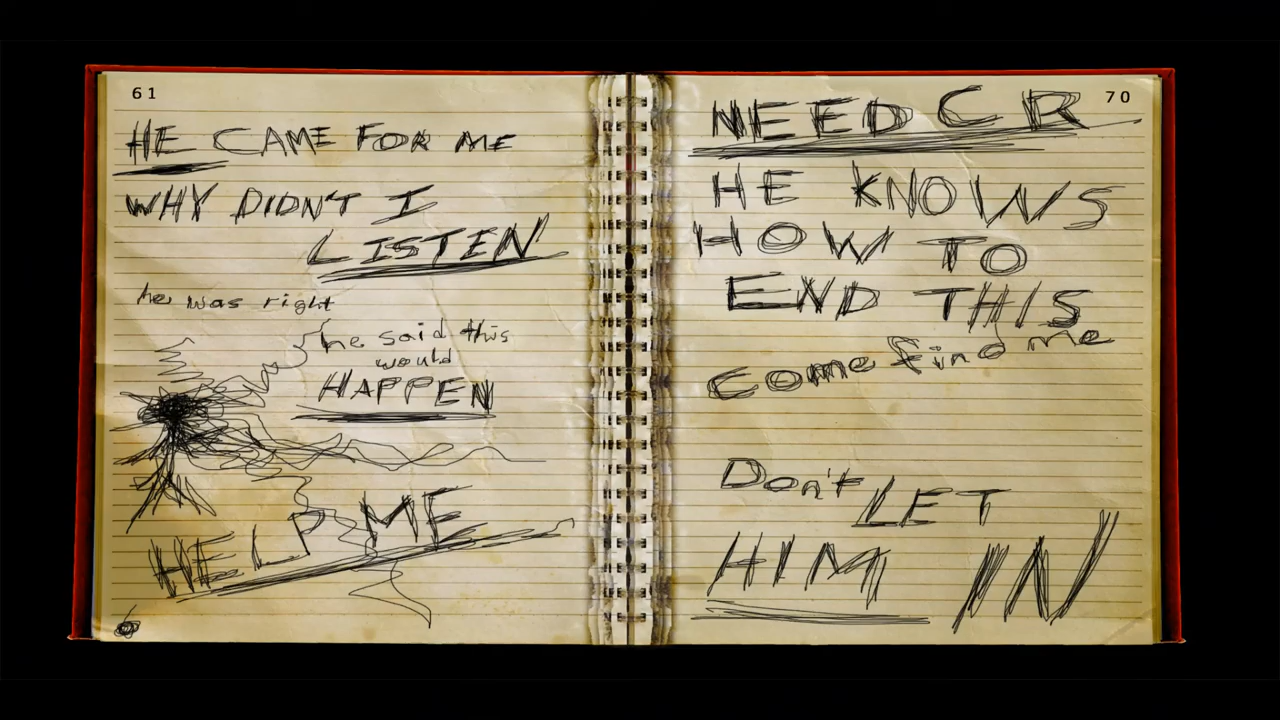 61
HE CAME FOR ME
WHY DIDN'T I
LISTEN
he was right
he said this
would
HAPPEN
HELP ME
70
NEED CR
HE KNOWS
HOW TO
END THIS
come find me
Don't LET
HIM IN